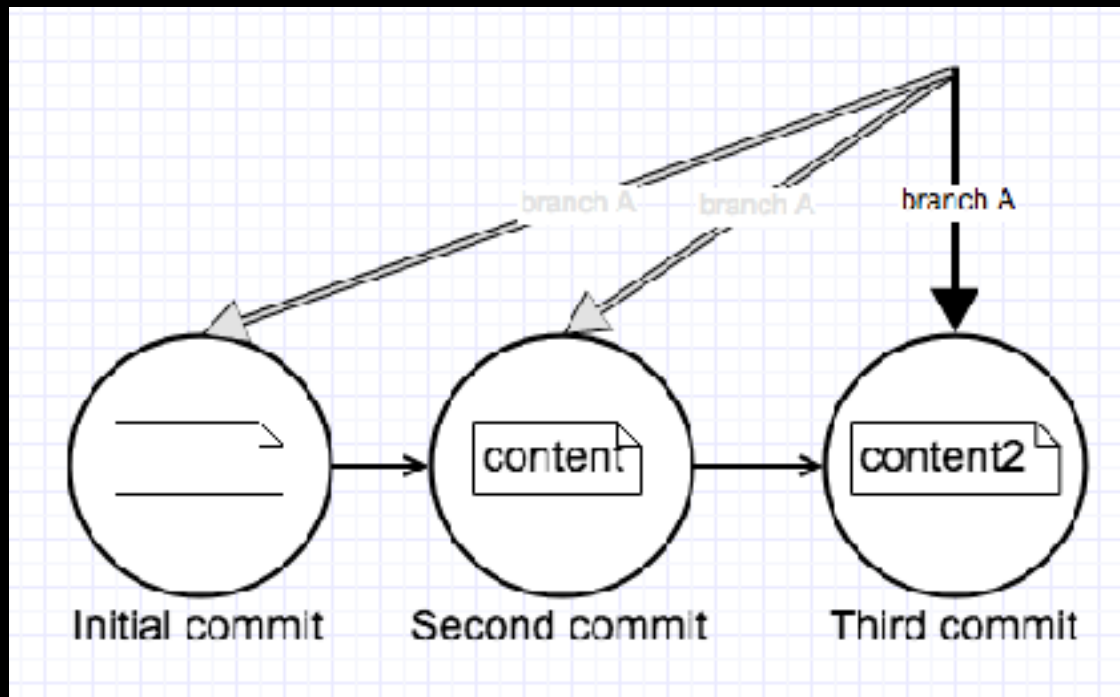 branch A
branch A
branch A
content
content2
Initial commit
Second commit
Third commit